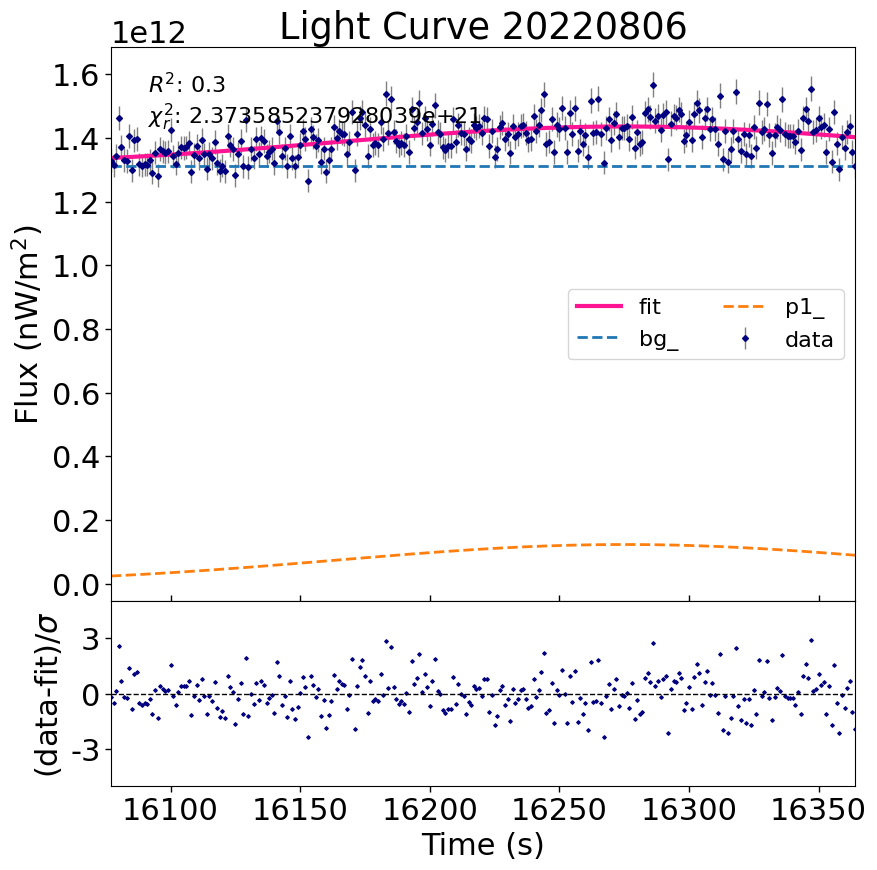 Light Curve 20220806
1e12
R²: 0.3
χ²ᵣ: 2.373585237928039e+21
1.6
1.4
1.2
1.0
0.8
0.6
0.4
0.2
0.0
Flux (nW/m²)
fit
bg_
p1_
data
3
0
-3
(data-fit)/σ
16100 16150 16200 16250 16300 16350
Time (s)